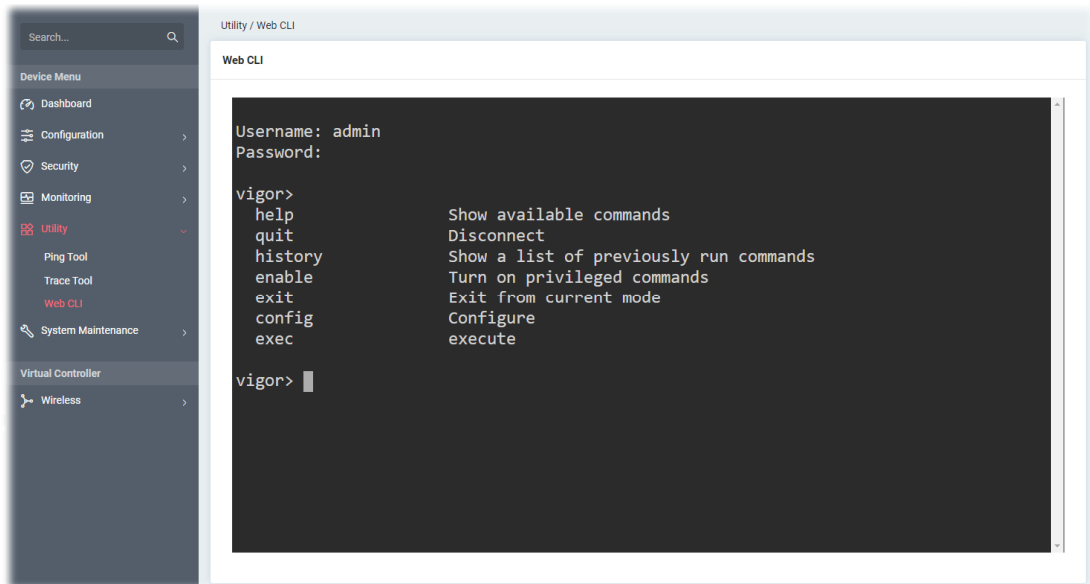 Search...
Device Menu
Dashboard
Configuration
Security
Monitoring
Utility
Ping Tool
Trace Tool
Web CLI
System Maintenance
Virtual Controller
Wireless
Utility / Web CLI
Web CLI
Username: admin
Password:
vigor>
help Show available commands
quit Disconnect
history Show a list of previously run commands
enable Turn on privileged commands
exit Exit from current mode
config Configure
exec execute
vigor>